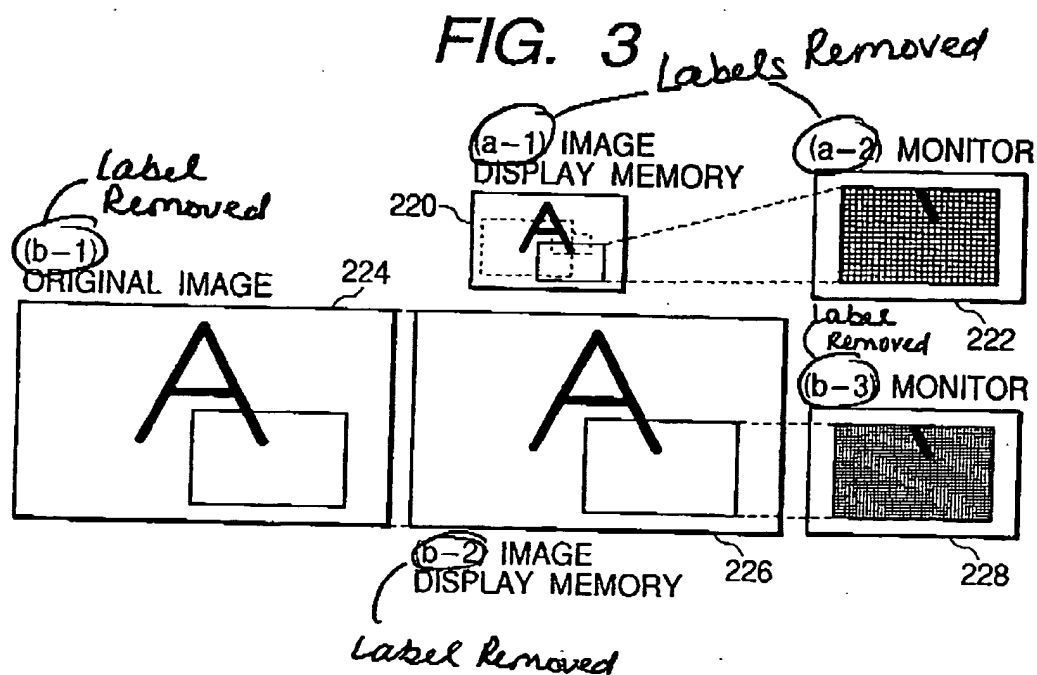 FIG. 3
Labels Removed
(a-1) IMAGE
DISPLAY MEMORY
(a-2) MONITOR
Label
Removed
220
A
(b-1)
ORIGINAL IMAGE
224
222
Label
Removed
(b-3) MONITOR
A
A
(b-2) IMAGE
DISPLAY MEMORY
226
228
Label Removed